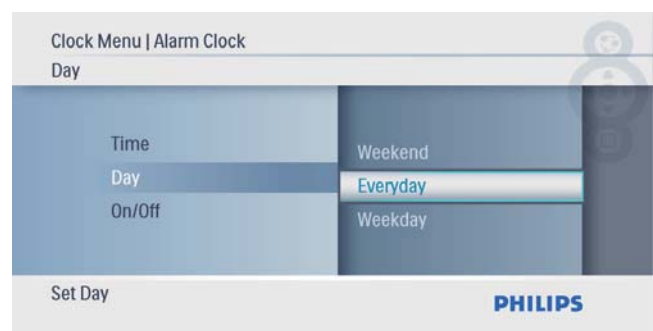 Clock Menu | Alarm Clock
Day
Time
Day
On/Off
Weekend
Everyday
Weekday
Set Day
PHILIPS